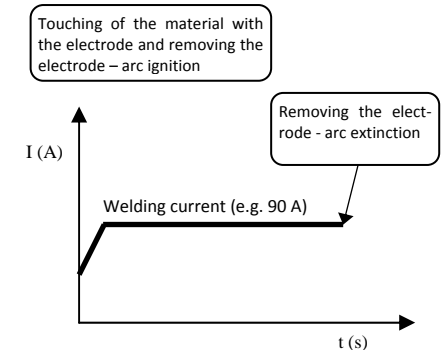 Touching of the material with
the electrode and removing the
electrode – arc ignition
Removing the elect-
rode - arc extinction
I (A)
Welding current (e.g. 90 A)
t (s)